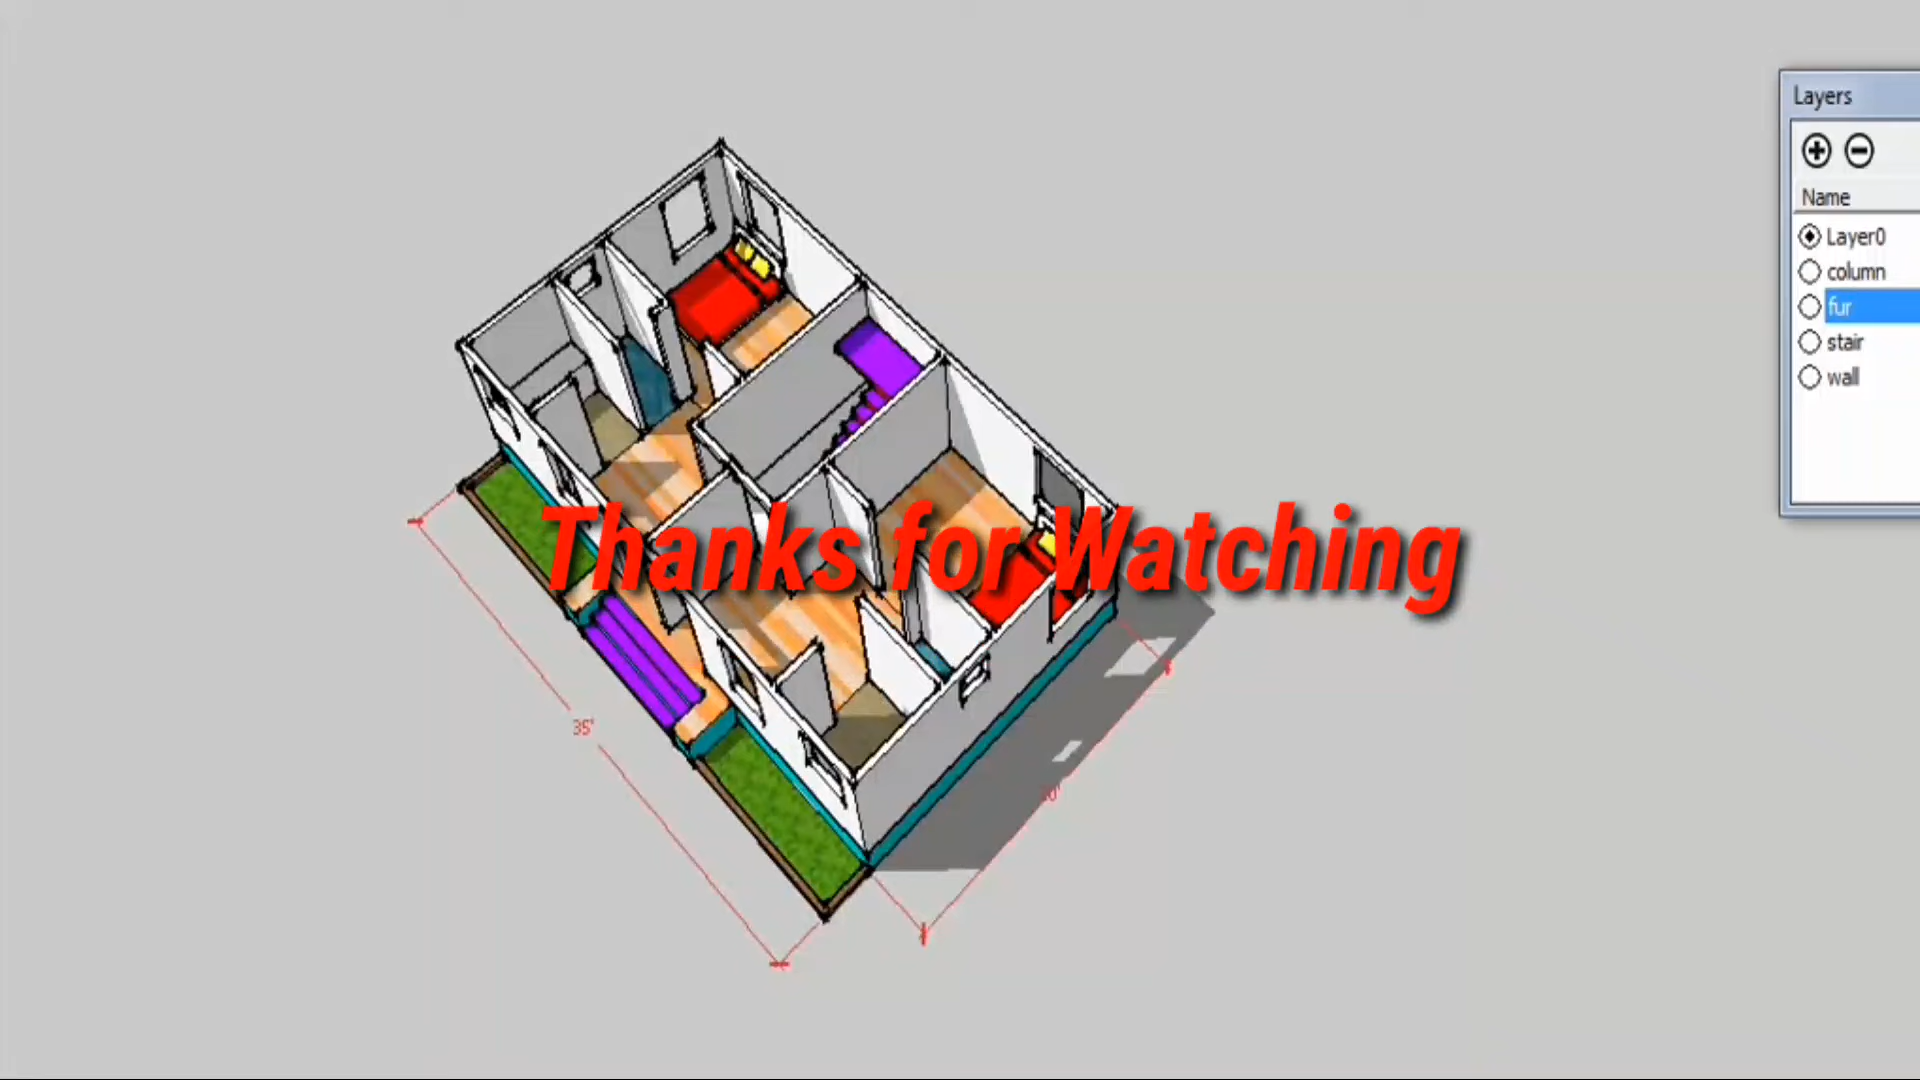 Layers
Name
Layer0
column
fur
stair
wall
Thanks for Watching
35'